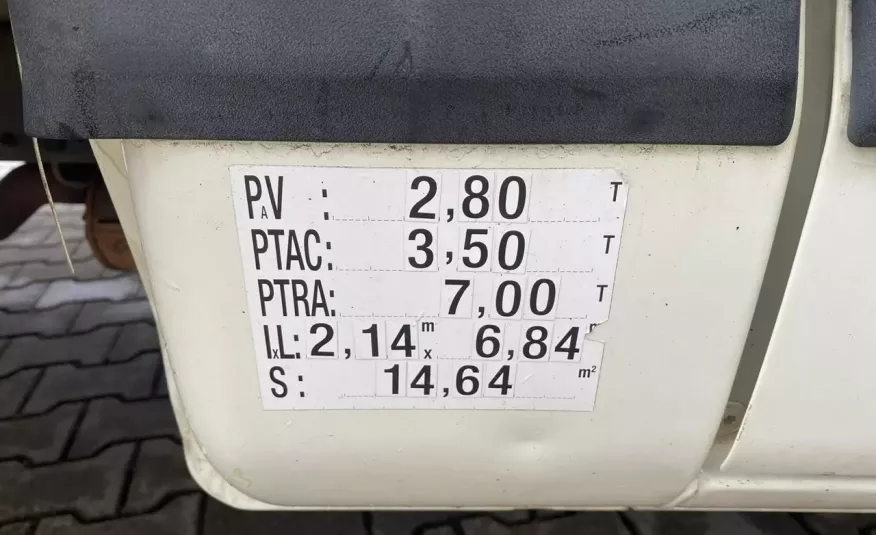 PAV : 2,80 T
PTAC: 3,50 T
PTRA: 7,00 T
lxL: 2,14 m x 6,84
S : 14,64 m²